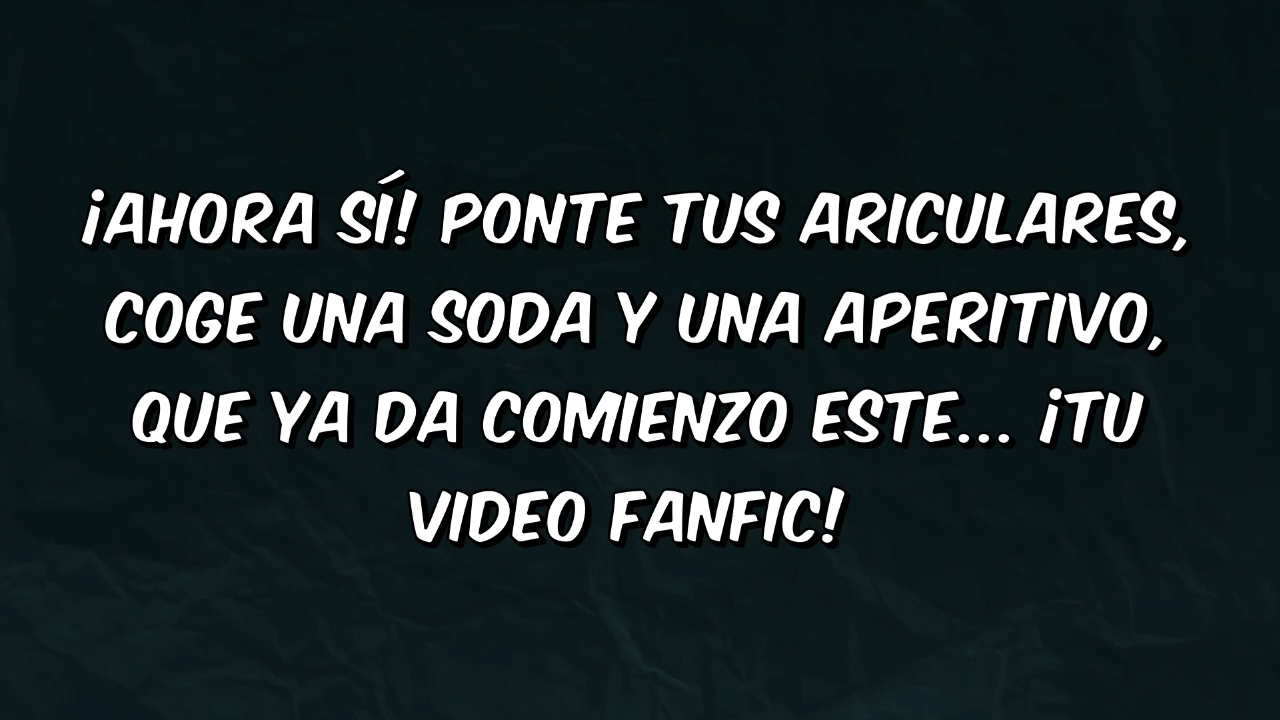 ¡AHORA SÍ! PONTE TUS ARICULARES,
COGE UNA SODA Y UNA APERITIVO,
QUE YA DA COMIENZO ESTE... ¡TU
VIDEO FANFIC!